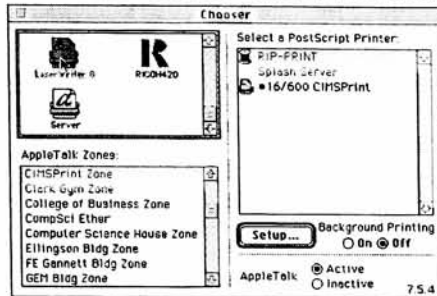 Chooser
LaserWriter 8
RICOH420
Server
AppleTalk Zones:
CIMSPrint Zone
Clark Gym Zone
College of Business Zone
CompSci Ether
Computer Science House Zone
Ellingson Bldg Zone
FE Gannett Bldg Zone
GEM Bldg Zone
Select a PostScript Printer:
RIP-PRINT
Splash Server
16/600 CIMSPrint
Setup...
Background Printing
On Off
AppleTalk
Active
Inactive
7.5.4